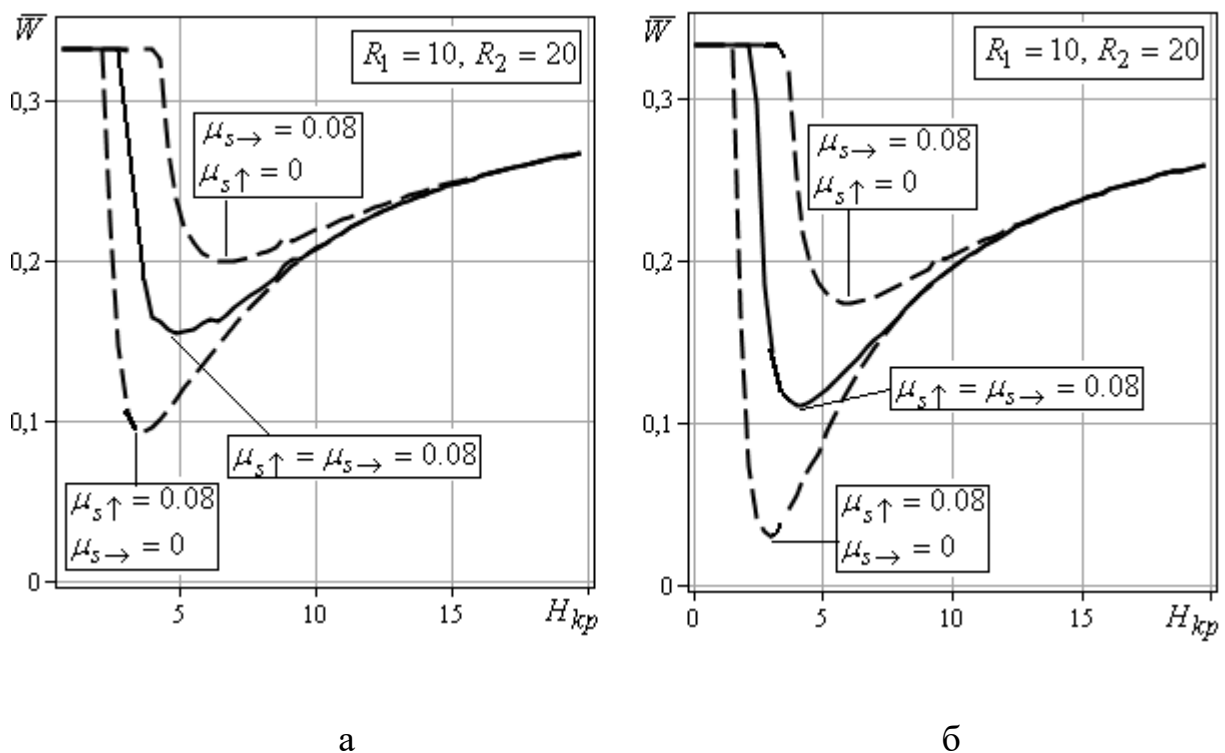 W̅
R₁ = 10, R₂ = 20
0,3
μₛ→ = 0.08
μₛ↑ = 0
0,2
0,1
μₛ↑ = μₛ→ = 0.08
μₛ↑ = 0.08
μₛ→ = 0
0
5 10 15 Hкр
а
W̅
R₁ = 10, R₂ = 20
0,3
μₛ→ = 0.08
μₛ↑ = 0
0,2
μₛ↑ = μₛ→ = 0.08
0,1
μₛ↑ = 0.08
μₛ→ = 0
0
0 5 10 15 Hкр
б